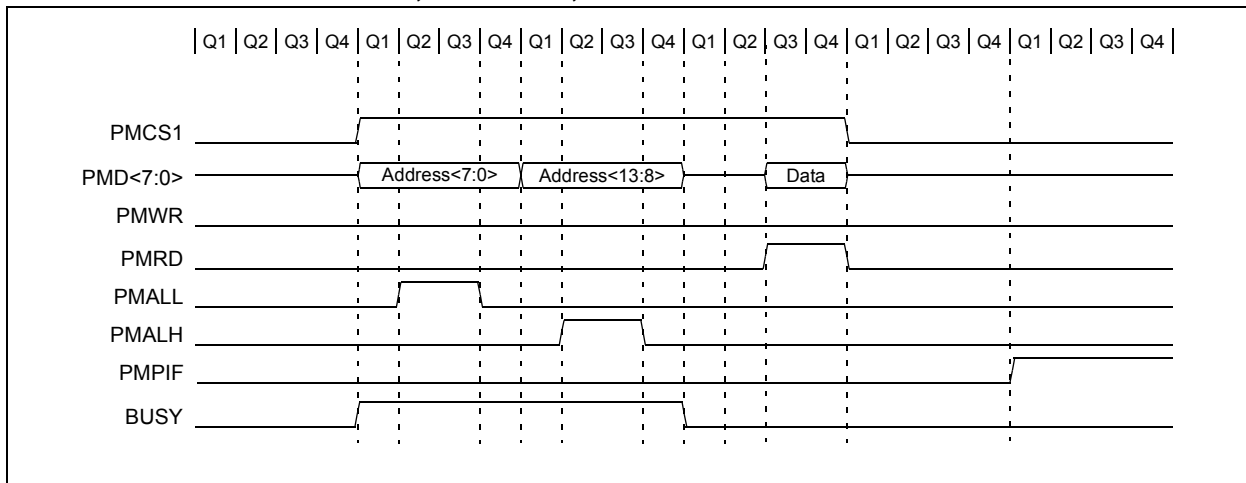 Q1 Q2 Q3 Q4 Q1 Q2 Q3 Q4 Q1 Q2 Q3 Q4 Q1 Q2 Q3 Q4 Q1 Q2 Q3 Q4 Q1 Q2 Q3 Q4
PMCS1
PMD<7:0> Address<7:0> Address<13:8> Data
PMWR
PMRD
PMALL
PMALH
PMPIF
BUSY